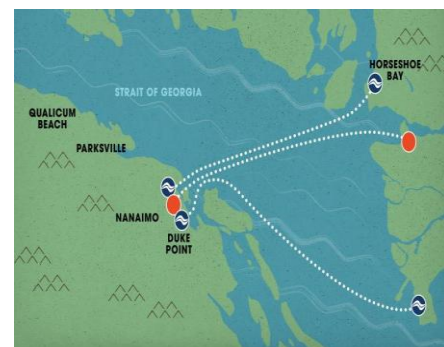 HORSESHOE
BAY
STRAIT OF GEORGIA
QUALICUM
BEACH
PARKSVILLE
NANAIMO
DUKE
POINT